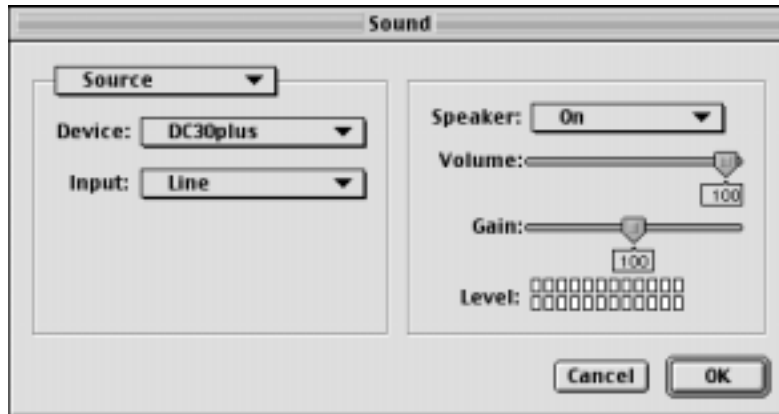 Sound
Source
Device: DC30plus
Input: Line
Speaker: On
Volume:
100
Gain:
100
Level:
Cancel OK